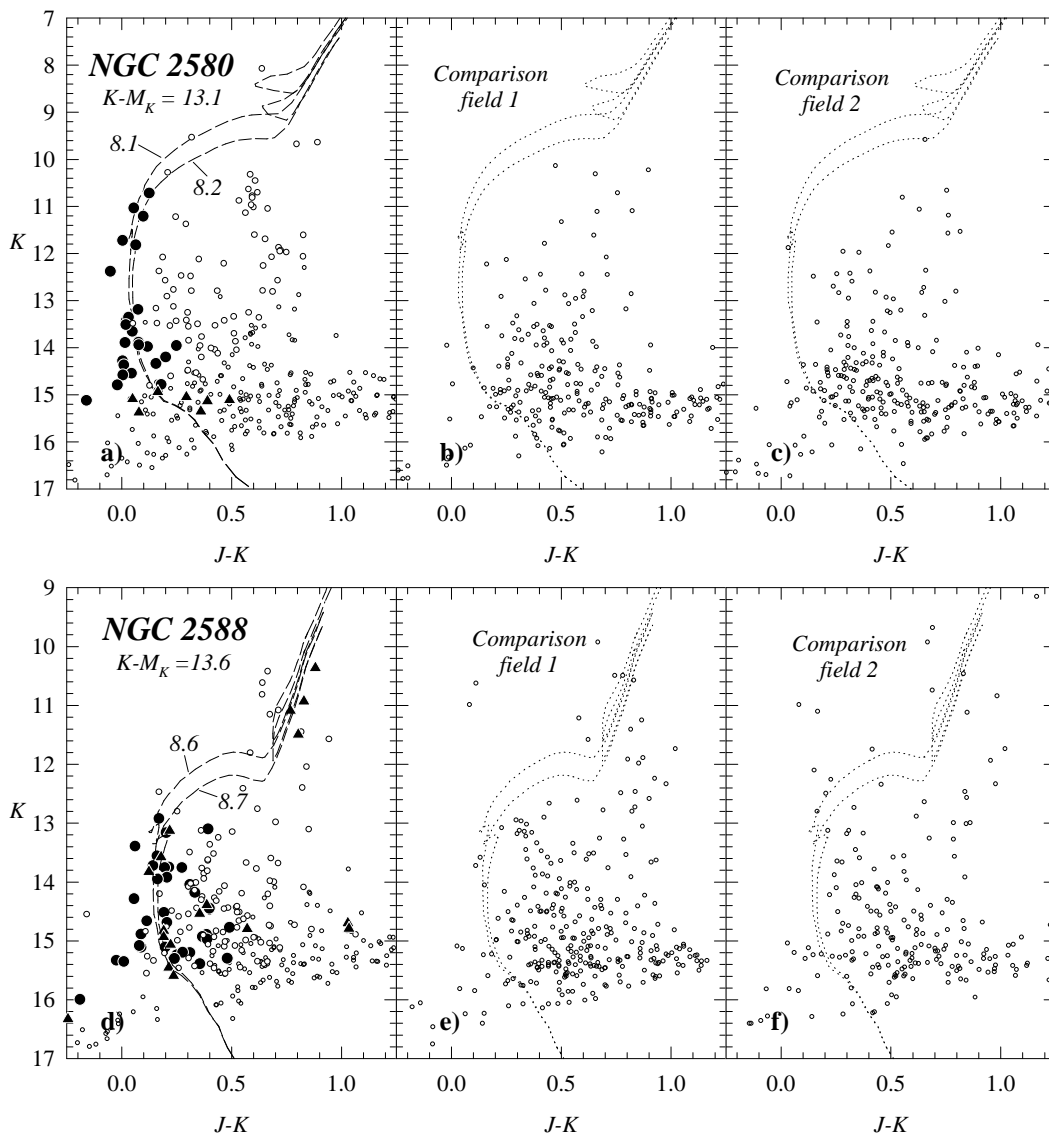 7
8
9
10
11
12
13
14
15
16
17
K
NGC 2580
K-M_K = 13.1
8.1
8.2
a)
Comparison
field 1
b)
Comparison
field 2
c)
0.0 0.5 1.0
0.0 0.5 1.0
0.0 0.5 1.0
J-K
J-K
J-K
9
10
11
12
13
14
15
16
17
K
NGC 2588
K-M_K =13.6
8.6
8.7
d)
Comparison
field 1
e)
Comparison
field 2
f)
0.0 0.5 1.0
0.0 0.5 1.0
0.0 0.5 1.0
J-K
J-K
J-K